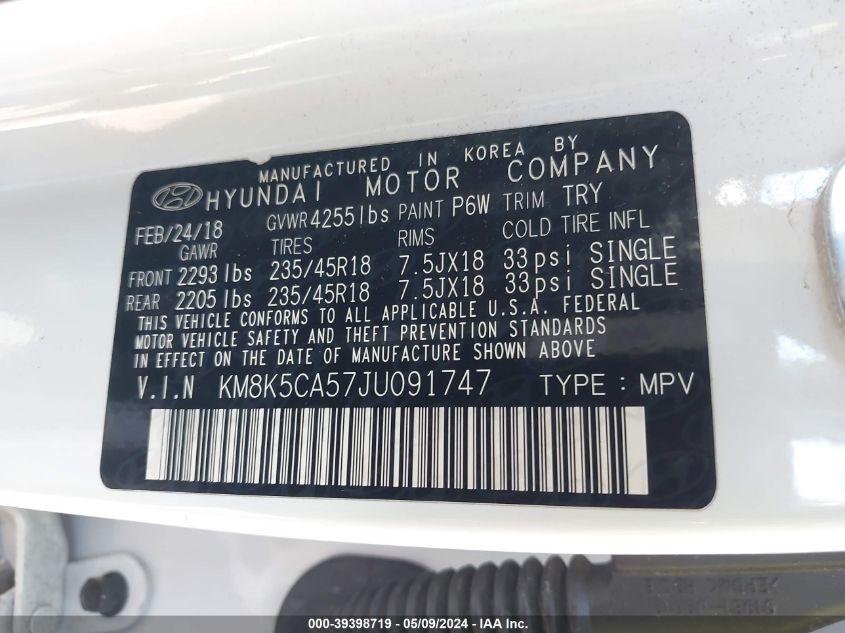 MANUFACTURED IN KOREA BY
HYUNDAI MOTOR COMPANY
FEB/24/18 GVWR 4255 lbs PAINT P6W TRIM TRY
GAWR TIRES RIMS COLD TIRE INFL
FRONT 2293 lbs 235/45R18 7.5JX18 33psi SINGLE
REAR 2205 lbs 235/45R18 7.5JX18 33psi SINGLE
THIS VEHICLE CONFORMS TO ALL APPLICABLE U.S.A. FEDERAL
MOTOR VEHICLE SAFETY AND THEFT PREVENTION STANDARDS
IN EFFECT ON THE DATE OF MANUFACTURE SHOWN ABOVE.
V.I.N KM8K5CA57JU091747 TYPE : MPV
000-39398719 - 05/09/2024 - IAA Inc.